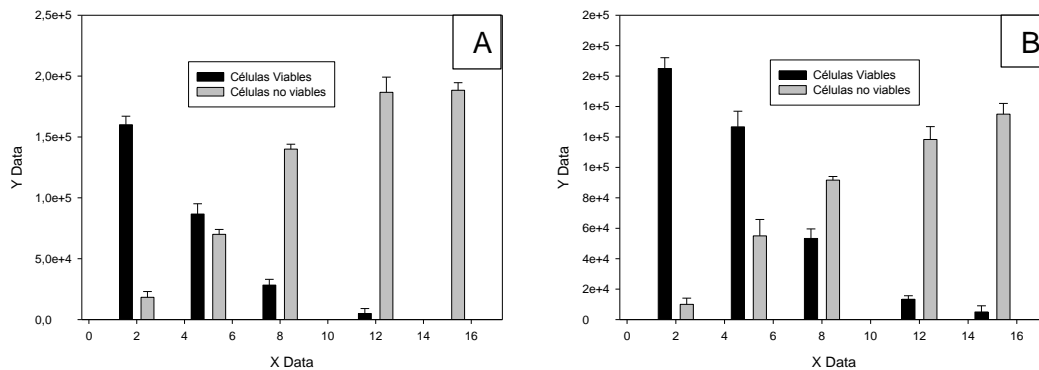 A
2,5e+5
2,0e+5
1,5e+5
1,0e+5
5,0e+4
0,0
Y Data
Células Viables
Células no viables
0 2 4 6 8 10 12 14 16
X Data
B
2e+5
2e+5
2e+5
1e+5
1e+5
1e+5
8e+4
6e+4
4e+4
2e+4
0
Y Data
Células Viables
Células no viables
0 2 4 6 8 10 12 14 16
X Data